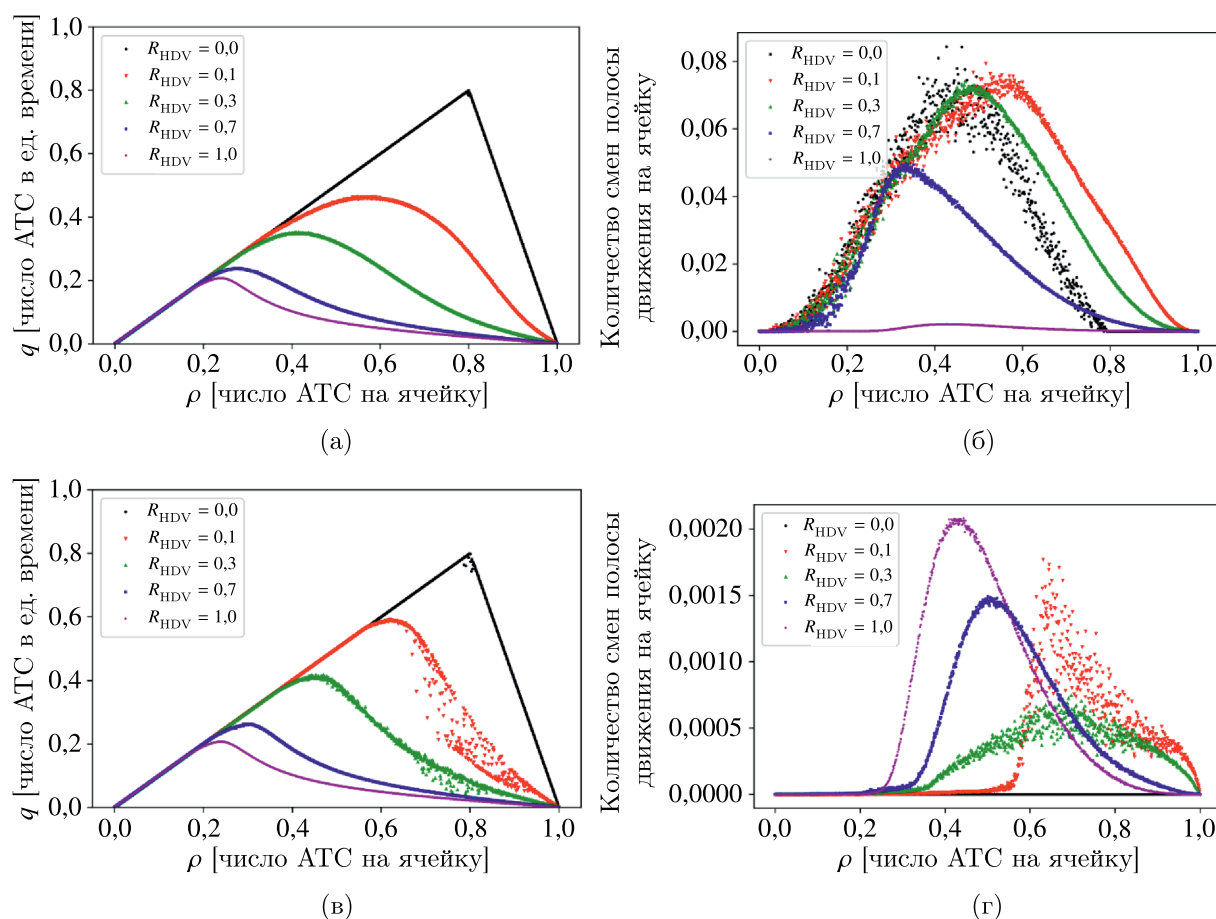 q [число АТС в ед. времени]
1,0
0,8
0,6
0,4
0,2
0,0
R_HDV = 0,0
R_HDV = 0,1
R_HDV = 0,3
R_HDV = 0,7
R_HDV = 1,0
0,0 0,2 0,4 0,6 0,8 1,0
ρ [число АТС на ячейку]
(а)
Количество смен полосы
движения на ячейку
0,08
0,06
0,04
0,02
0,00
R_HDV = 0,0
R_HDV = 0,1
R_HDV = 0,3
R_HDV = 0,7
R_HDV = 1,0
0,0 0,2 0,4 0,6 0,8 1,0
ρ [число АТС на ячейку]
(б)
q [число АТС в ед. времени]
1,0
0,8
0,6
0,4
0,2
0,0
R_HDV = 0,0
R_HDV = 0,1
R_HDV = 0,3
R_HDV = 0,7
R_HDV = 1,0
0,0 0,2 0,4 0,6 0,8 1,0
ρ [число АТС на ячейку]
(в)
Количество смен полосы
движения на ячейку
0,0020
0,0015
0,0010
0,0005
0,0000
R_HDV = 0,0
R_HDV = 0,1
R_HDV = 0,3
R_HDV = 0,7
R_HDV = 1,0
0,0 0,2 0,4 0,6 0,8 1,0
ρ [число АТС на ячейку]
(г)